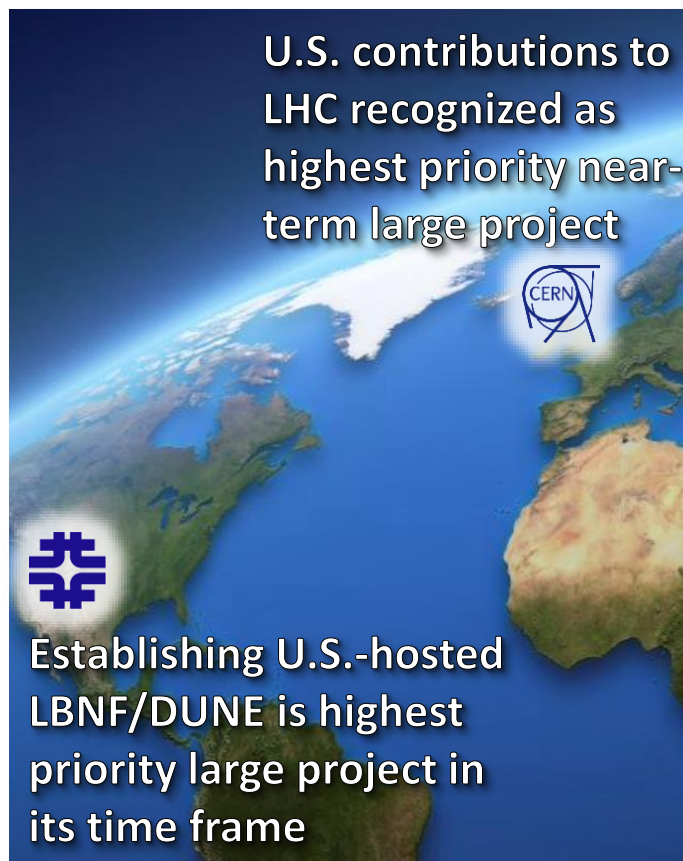 U.S. contributions to
LHC recognized as
highest priority near-
term large project
CERN
Establishing U.S.-hosted
LBNF/DUNE is highest
priority large project in
its time frame